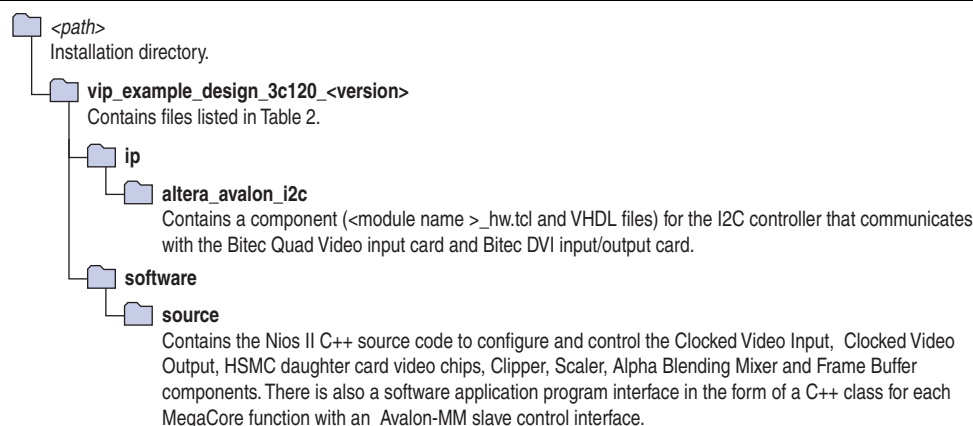 <path>
Installation directory.
vip_example_design_3c120_<version>
Contains files listed in Table 2.
ip
altera_avalon_i2c
Contains a component (<module name >_hw.tcl and VHDL files) for the I2C controller that communicates
with the Bitec Quad Video input card and Bitec DVI input/output card.
software
source
Contains the Nios II C++ source code to configure and control the Clocked Video Input, Clocked Video
Output, HSMC daughter card video chips, Clipper, Scaler, Alpha Blending Mixer and Frame Buffer
components. There is also a software application program interface in the form of a C++ class for each
MegaCore function with an Avalon-MM slave control interface.